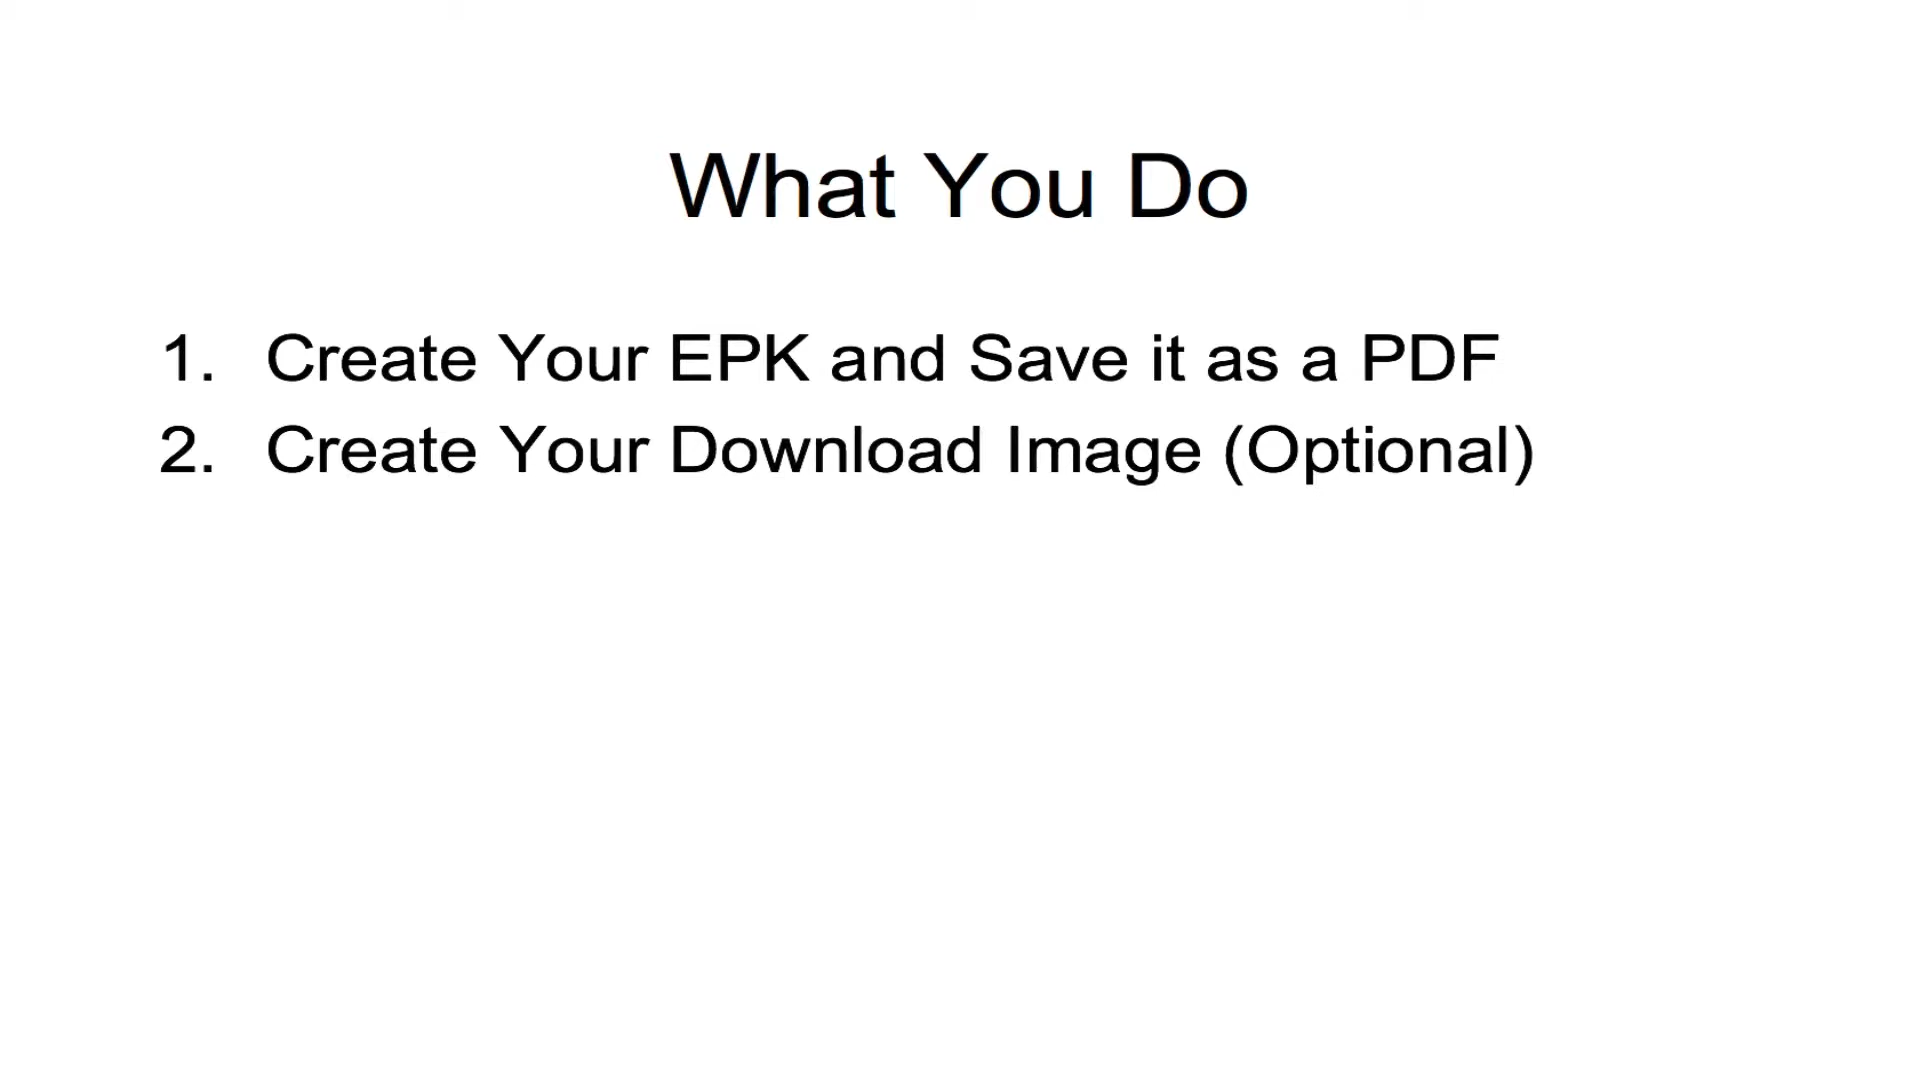 What You Do
1. Create Your EPK and Save it as a PDF
2. Create Your Download Image (Optional)